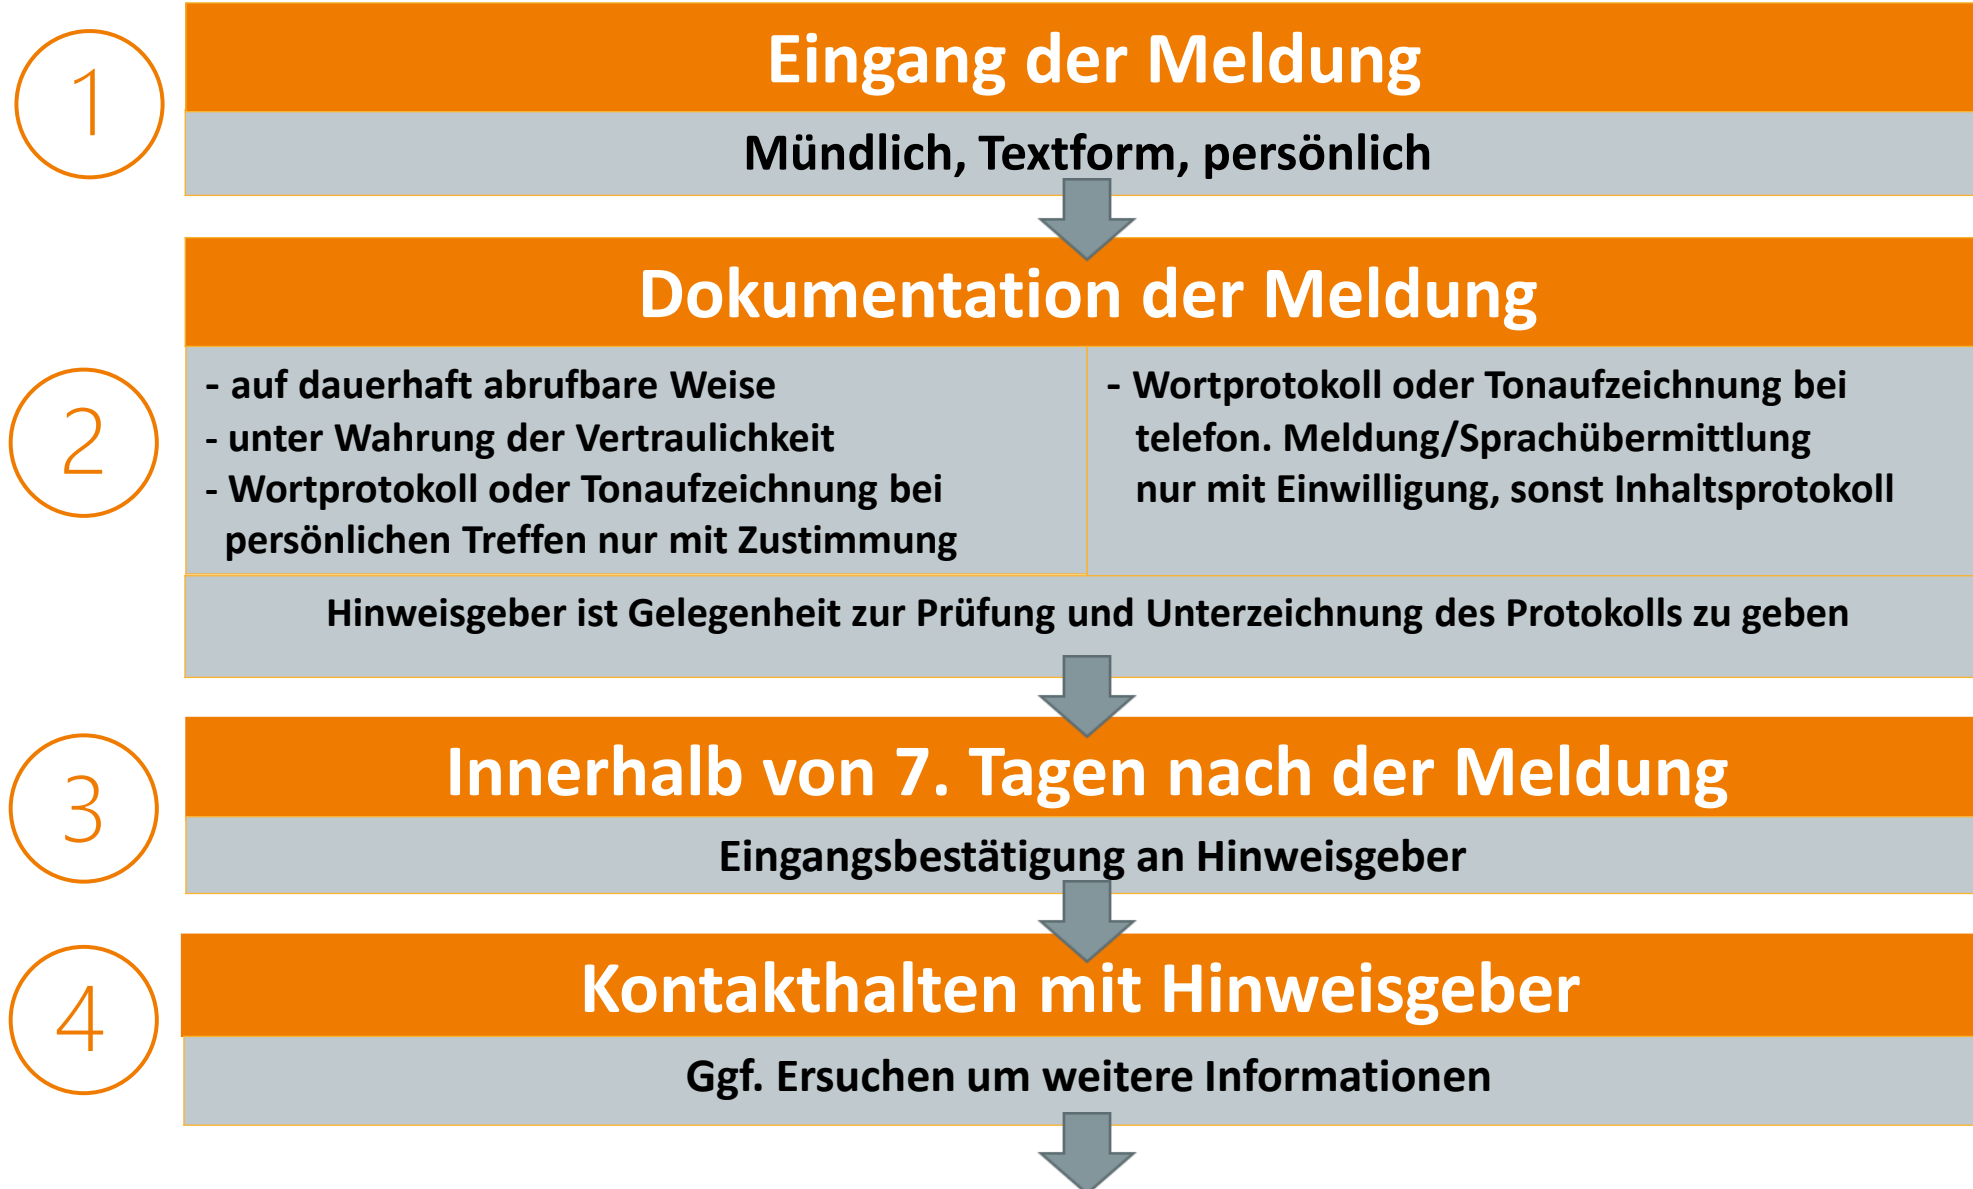 1
Eingang der Meldung
Mündlich, Textform, persönlich
Dokumentation der Meldung
2
- auf dauerhaft abrufbare Weise
- unter Wahrung der Vertraulichkeit
- Wortprotokoll oder Tonaufzeichnung bei
persönlichen Treffen nur mit Zustimmung
- Wortprotokoll oder Tonaufzeichnung bei
telefon. Meldung/Sprachübermittlung
nur mit Einwilligung, sonst Inhaltsprotokoll
Hinweisgeber ist Gelegenheit zur Prüfung und Unterzeichnung des Protokolls zu geben
3
Innerhalb von 7. Tagen nach der Meldung
Eingangsbestätigung an Hinweisgeber
4
Kontakthalten mit Hinweisgeber
Ggf. Ersuchen um weitere Informationen